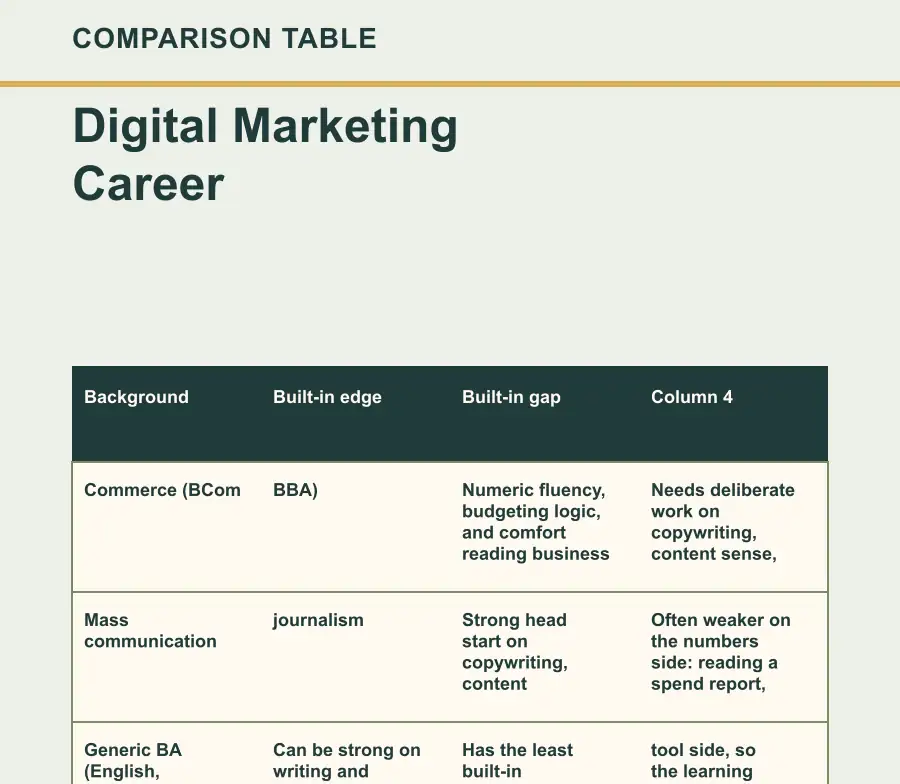 COMPARISON TABLE
Digital Marketing
Career
Background
Built-in edge
Built-in gap
Column 4
Commerce (BCom
BBA)
Numeric fluency,
budgeting logic,
and comfort
reading business
Needs deliberate
work on
copywriting,
content sense,
Mass
communication
journalism
Strong head
start on
copywriting,
content
Often weaker on
the numbers
side: reading a
spend report,
Generic BA
(English,
Can be strong on
writing and
Has the least
built-in
tool side, so
the learning